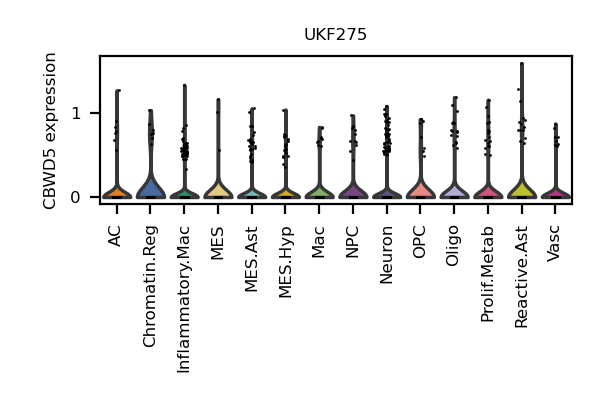 UKF275
CBWD5 expression
1
0
AC
Chromatin.Reg
Inflammatory.Mac
MES
MES.Ast
MES.Hyp
Mac
NPC
Neuron
OPC
Oligo
Prolif.Metab
Reactive.Ast
Vasc